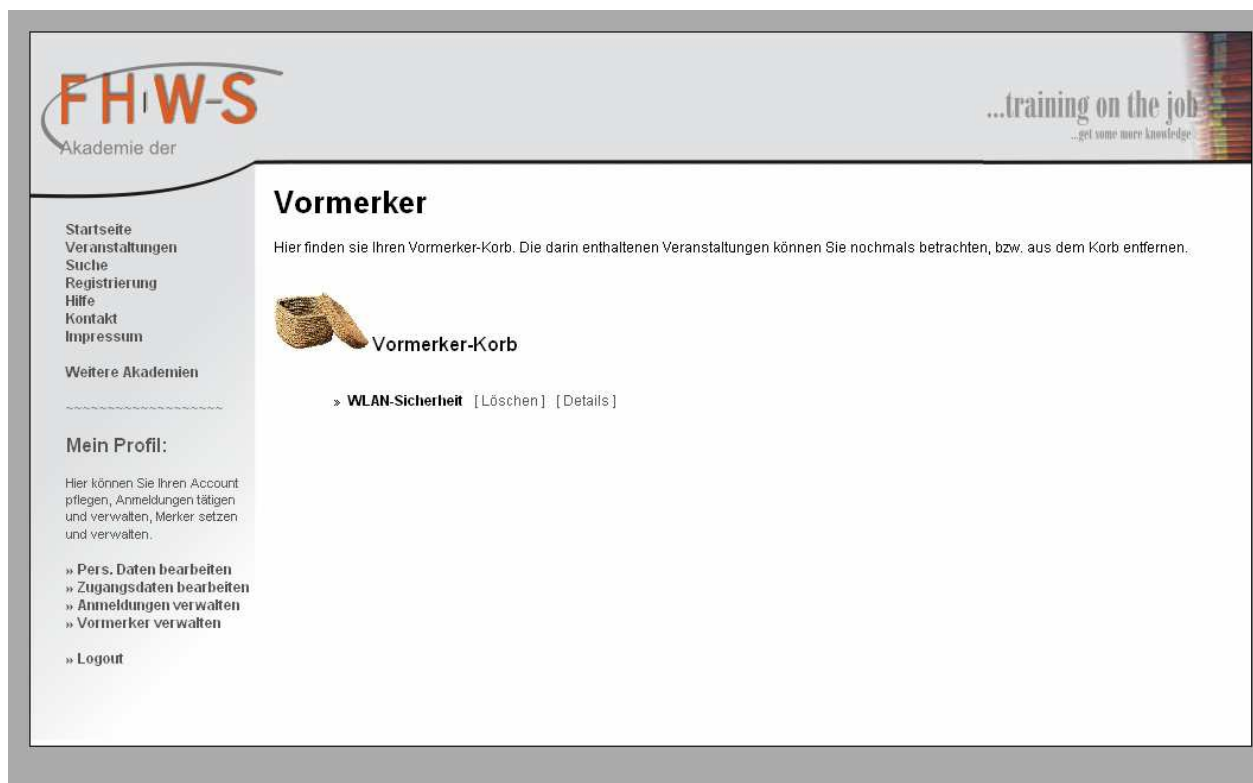 FH W-S
Akademie der
...training on the job
...get some more knowledge
Startseite
Veranstaltungen
Suche
Registrierung
Hilfe
Kontakt
Impressum
Weitere Akademien
~~~~~~~~~~~~~~~~~~~
Mein Profil:
Hier können Sie Ihren Account
pflegen, Anmeldungen tätigen
und verwalten, Merker setzen
und verwalten.
» Pers. Daten bearbeiten
» Zugangsdaten bearbeiten
» Anmeldungen verwalten
» Vormerker verwalten
» Logout
Vormerker
Hier finden sie Ihren Vormerker-Korb. Die darin enthaltenen Veranstaltungen können Sie nochmals betrachten, bzw. aus dem Korb entfernen.
Vormerker-Korb
» WLAN-Sicherheit [ Löschen ] [ Details ]